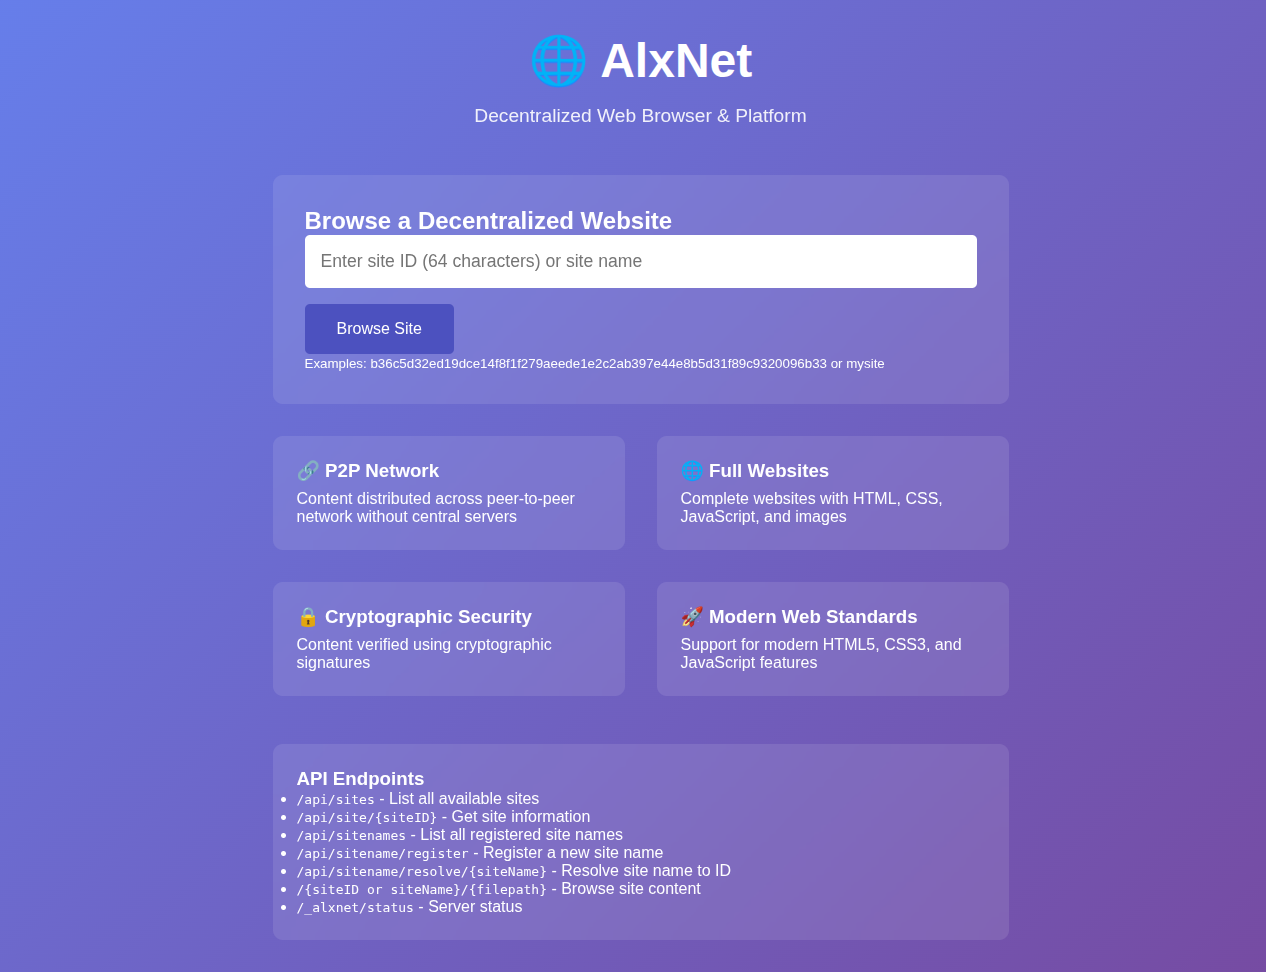 🌐 AlxNet
Decentralized Web Browser & Platform
Browse a Decentralized Website
Enter site ID (64 characters) or site name
Browse Site
Examples: b36c5d32ed19dce14f8f1f279aeede1e2c2ab397e44e8b5d31f89c9320096b33 or mysite
🔗 P2P Network
Content distributed across peer-to-peer
network without central servers
🌐 Full Websites
Complete websites with HTML, CSS,
JavaScript, and images
🔒 Cryptographic Security
Content verified using cryptographic
signatures
🚀 Modern Web Standards
Support for modern HTML5, CSS3, and
JavaScript features
API Endpoints
• /api/sites - List all available sites
• /api/site/{siteID} - Get site information
• /api/sitenames - List all registered site names
• /api/sitename/register - Register a new site name
• /api/sitename/resolve/{siteName} - Resolve site name to ID
• /{siteID or siteName}/{filepath} - Browse site content
• /_alxnet/status - Server status